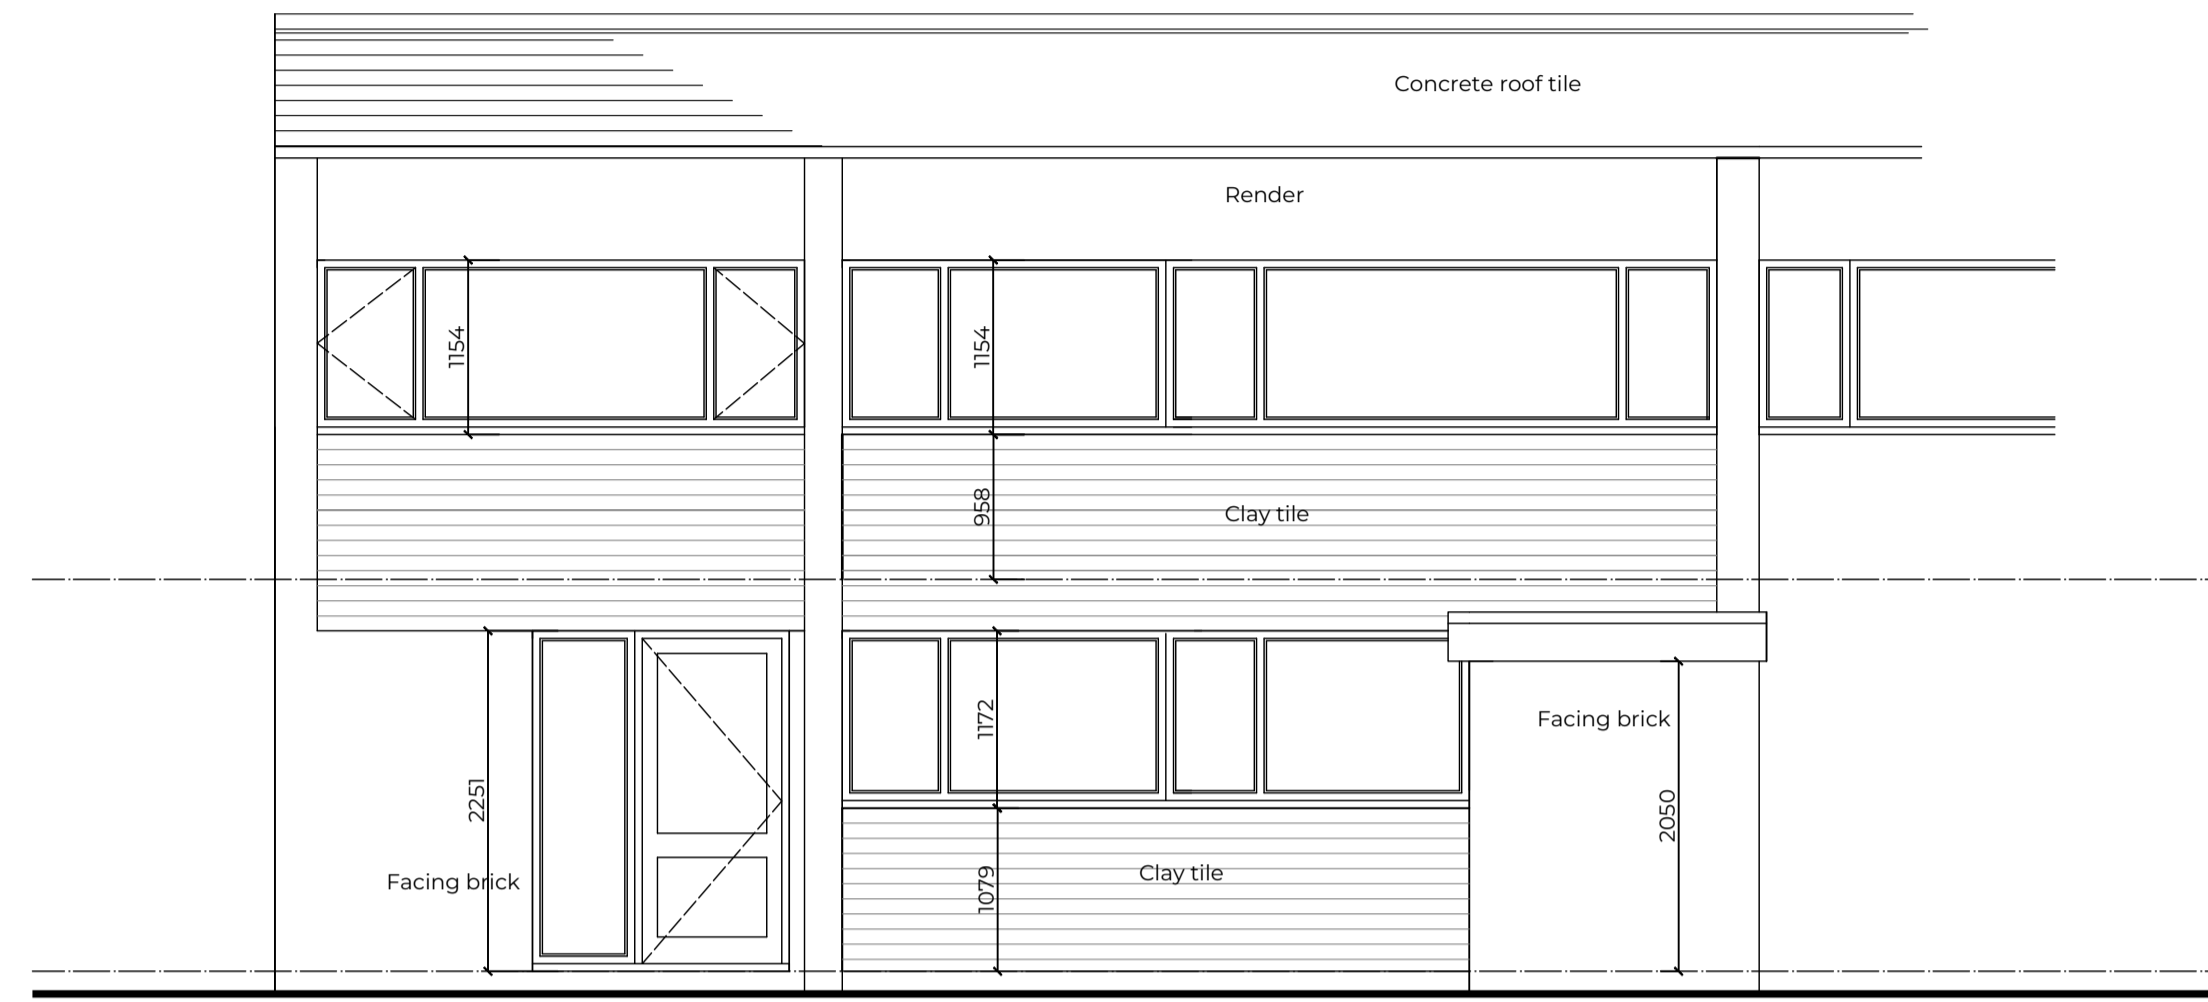 Concrete roof tile
Render
1154
1154
958
Clay tile
1172
Facing brick
2251
2050
Facing brick
Clay tile
1079